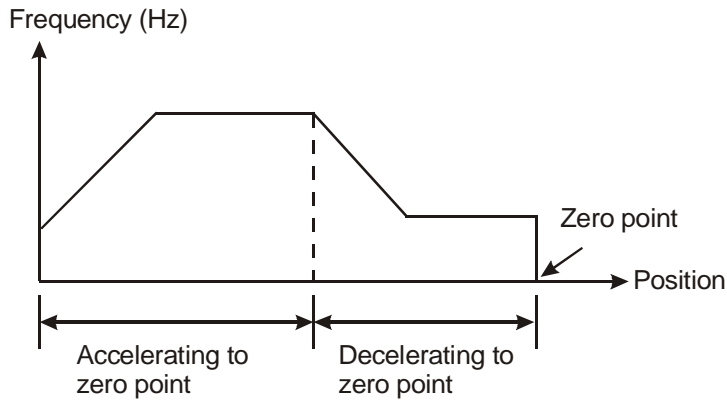 Frequency (Hz)
Zero point
Position
Accelerating to
zero point
Decelerating to
zero point